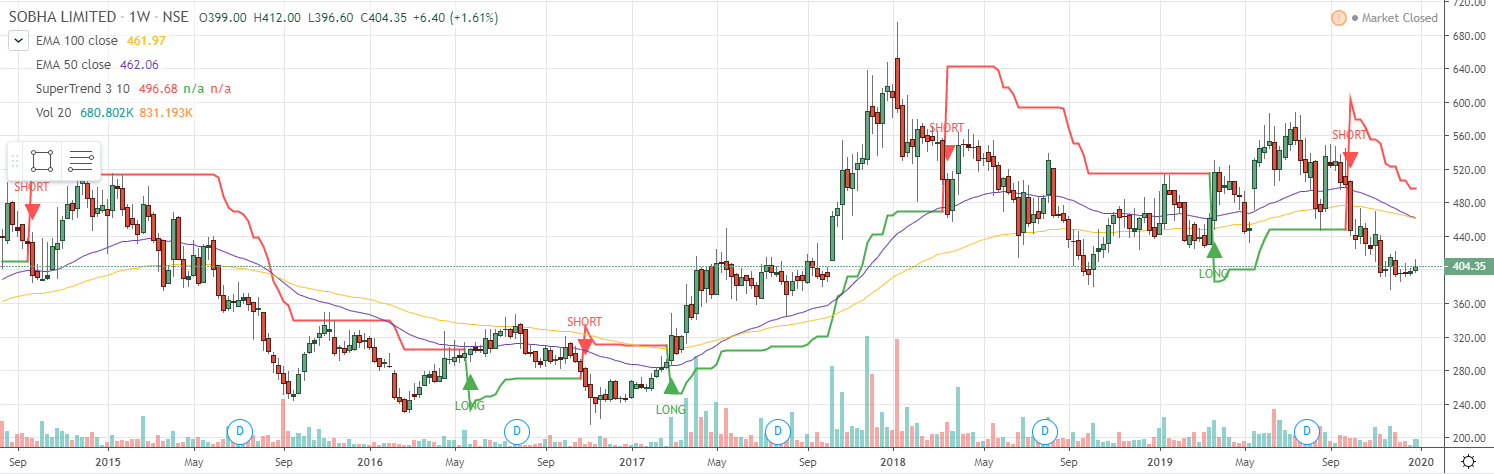 SOBHA LIMITED · 1W · NSE O399.00 H412.00 L396.60 C404.35 +6.40 (+1.61%)
! Market Closed
EMA 100 close 461.97
EMA 50 close 462.06
SuperTrend 3 10 496.68 n/a n/a
Vol 20 680.802K 831.193K
720.00
680.00
640.00
600.00
560.00
520.00
480.00
440.00
404.35
360.00
320.00
280.00
240.00
200.00
SHORT
SHORT
SHORT
SHORT
LONG
LONG
LONG
D D D D D
Sep 2015 May Sep 2016 May Sep 2017 May Sep 2018 May Sep 2019 May Sep 2020